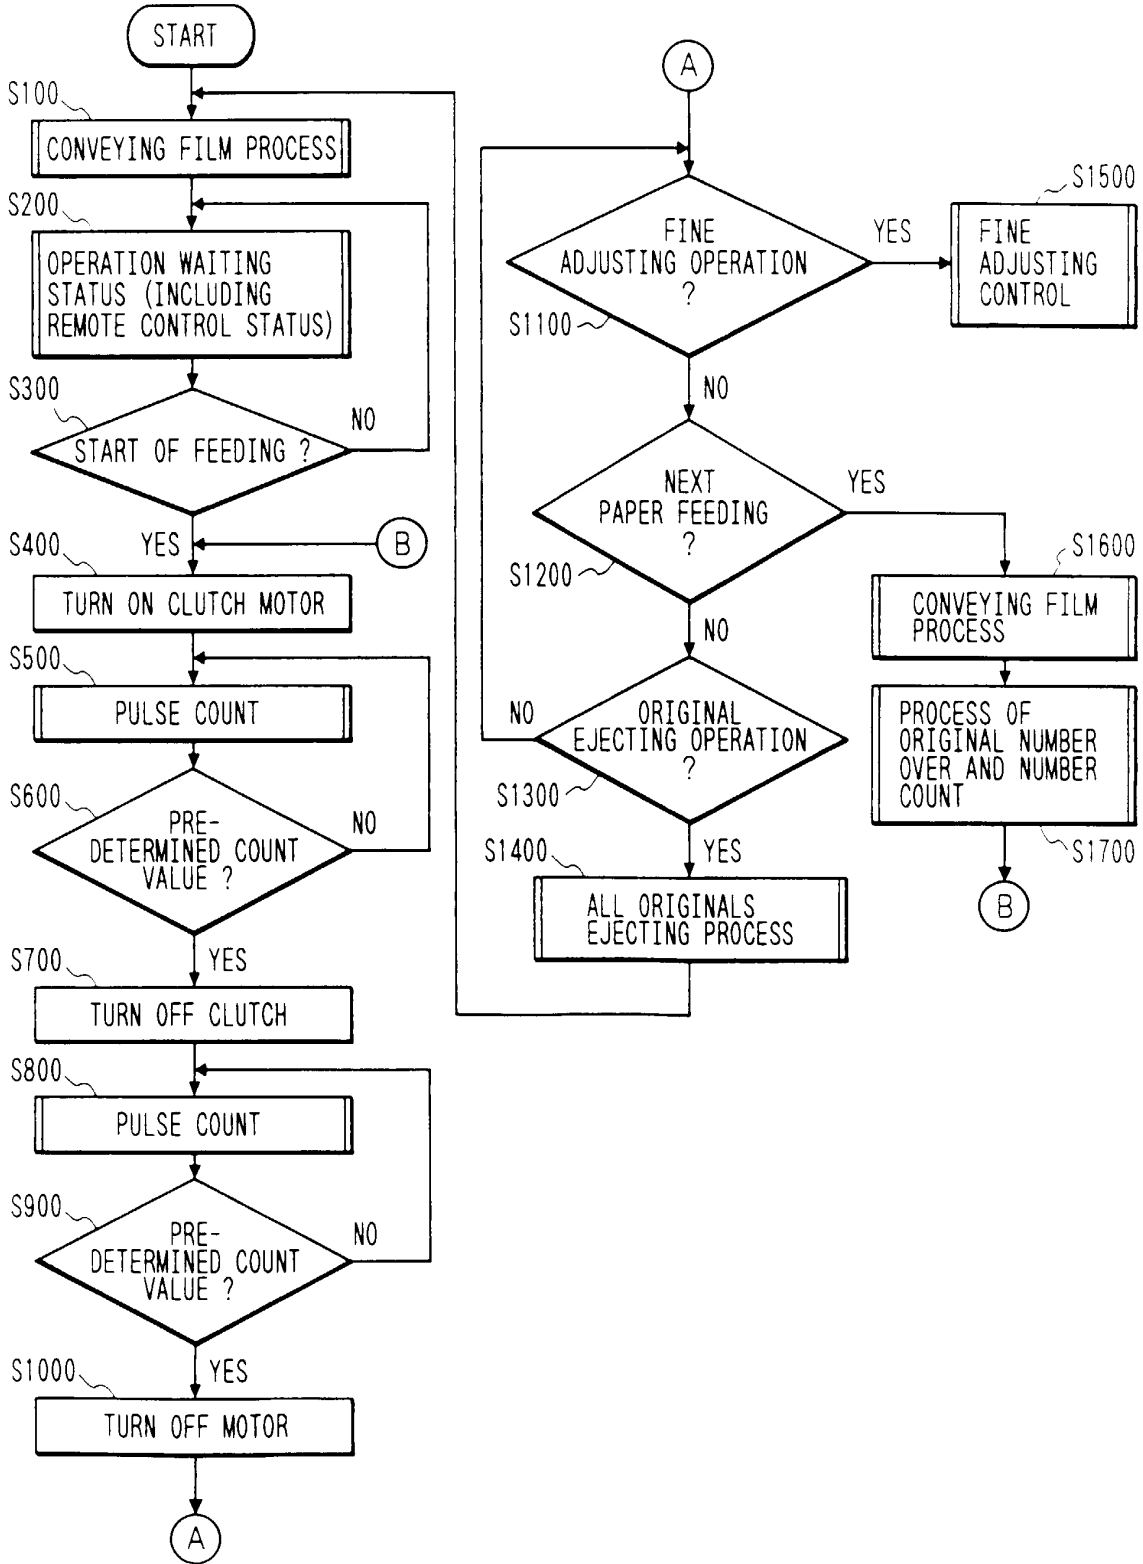 START
S100
CONVEYING FILM PROCESS
S200
OPERATION WAITING
STATUS (INCLUDING
REMOTE CONTROL STATUS)
S300
START OF FEEDING ?
NO
YES
B
S400
TURN ON CLUTCH MOTOR
S500
PULSE COUNT
S600
PRE-
DETERMINED COUNT
VALUE ?
NO
YES
S700
TURN OFF CLUTCH
S800
PULSE COUNT
S900
PRE-
DETERMINED COUNT
VALUE ?
NO
YES
S1000
TURN OFF MOTOR
A
A
FINE
ADJUSTING OPERATION
?
S1100
YES
S1500
FINE
ADJUSTING
CONTROL
NO
NEXT
PAPER FEEDING
?
S1200
YES
S1600
CONVEYING FILM
PROCESS
NO
ORIGINAL
EJECTING OPERATION
?
NO
S1300
PROCESS OF
ORIGINAL NUMBER
OVER AND NUMBER
COUNT
S1700
YES
S1400
ALL ORIGINALS
EJECTING PROCESS
B